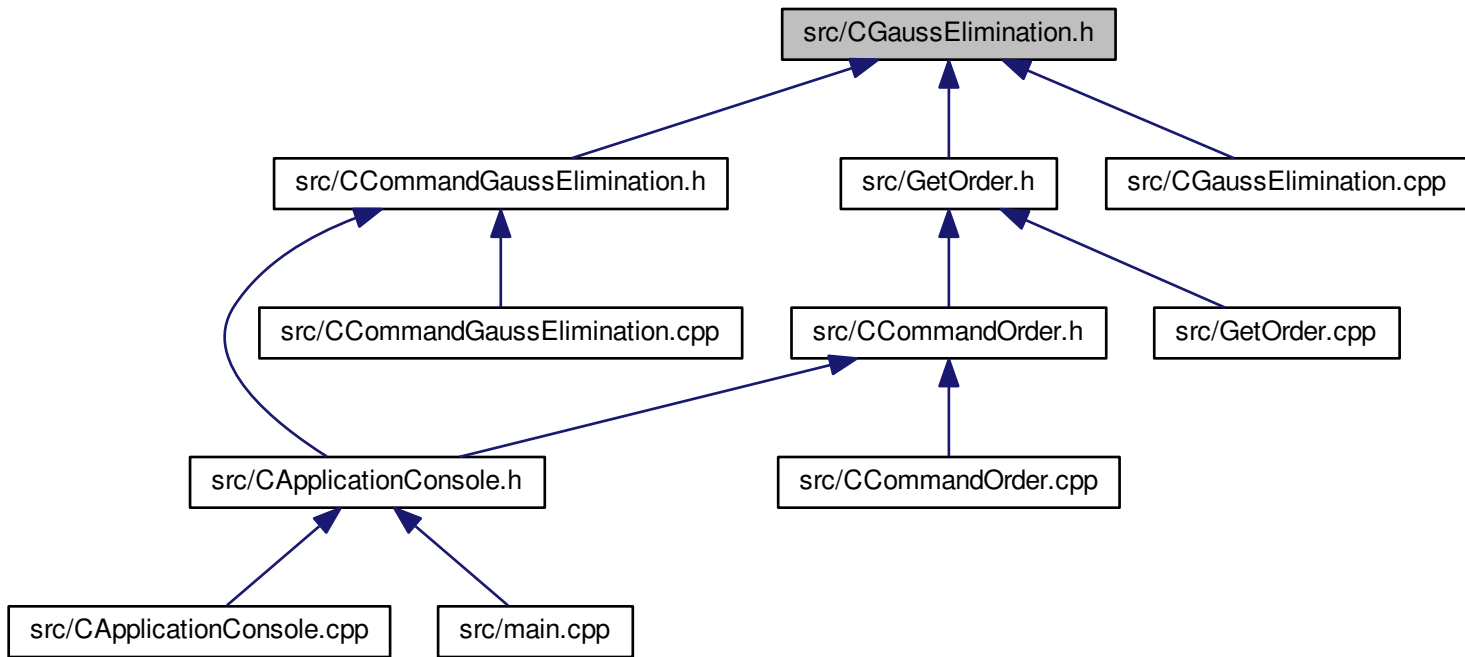 src/CGaussElimination.h
src/CCommandGaussElimination.h
src/GetOrder.h
src/CGaussElimination.cpp
src/CCommandGaussElimination.cpp
src/CCommandOrder.h
src/GetOrder.cpp
src/CApplicationConsole.h
src/CCommandOrder.cpp
src/CApplicationConsole.cpp
src/main.cpp